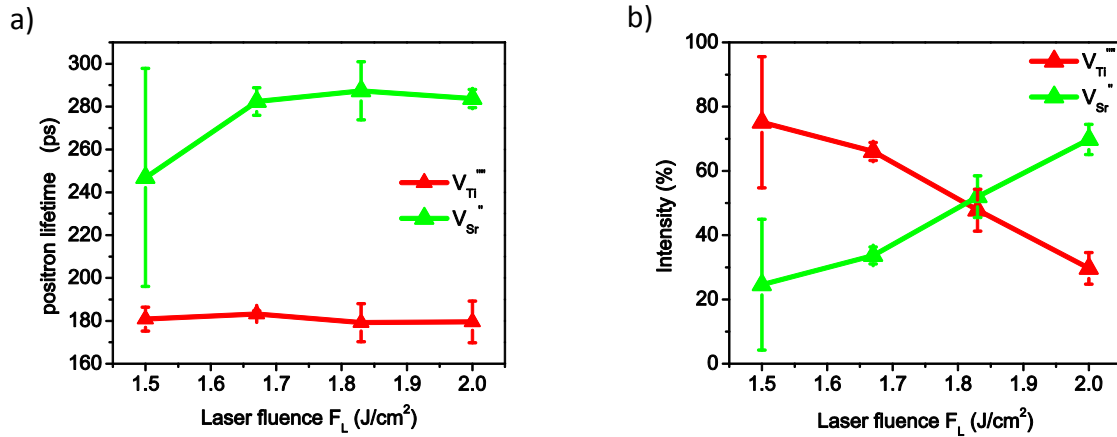 a)
positron lifetime (ps)
300
280
260
240
220
200
180
160
V_Ti''''
V_Sr''
1.5 1.6 1.7 1.8 1.9 2.0
Laser fluence F_L (J/cm²)
b)
Intensity (%)
100
80
60
40
20
0
V_Ti''''
V_Sr''
1.5 1.6 1.7 1.8 1.9 2.0
Laser fluence F_L (J/cm²)